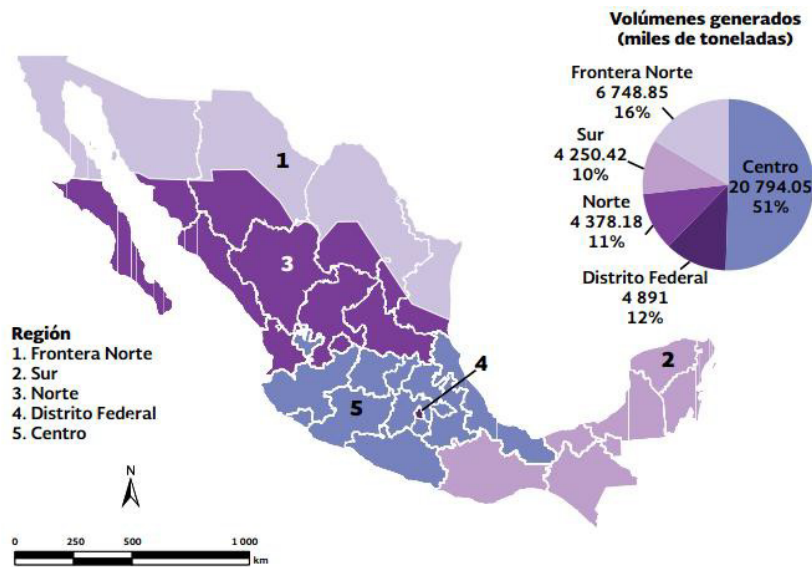 Volúmenes generados
(miles de toneladas)
Frontera Norte
6 748.85
16%
Sur
4 250.42
10%
Norte
4 378.18
11%
Distrito Federal
4 891
12%
Centro
20 794.05
51%
1
3
2
4
5
Región
1. Frontera Norte
2. Sur
3. Norte
4. Distrito Federal
5. Centro
N
0 250 500 1 000
km